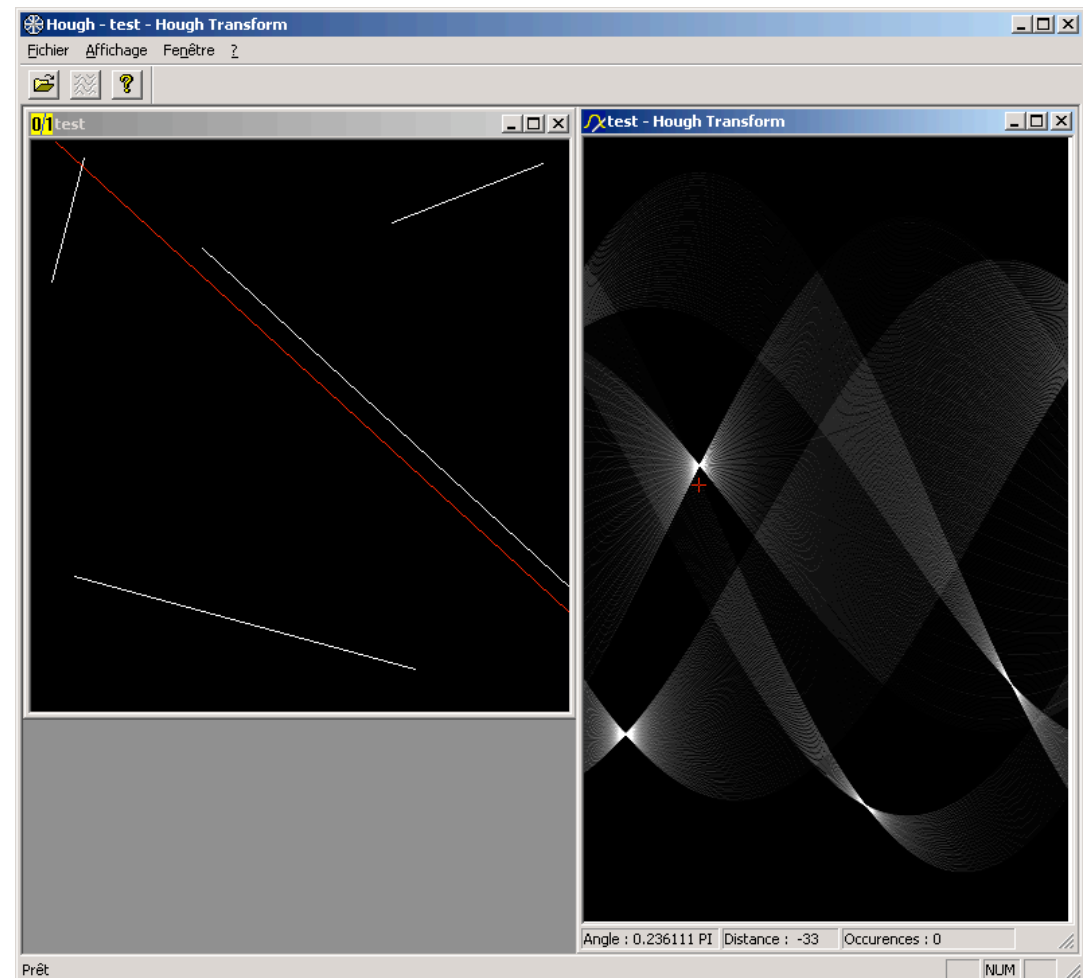 Hough - test - Hough Transform
Fichier Affichage Fenêtre ?
0/1 test
test - Hough Transform
Angle : 0.236111 PI Distance : -33 Occurences : 0
Prêt NUM